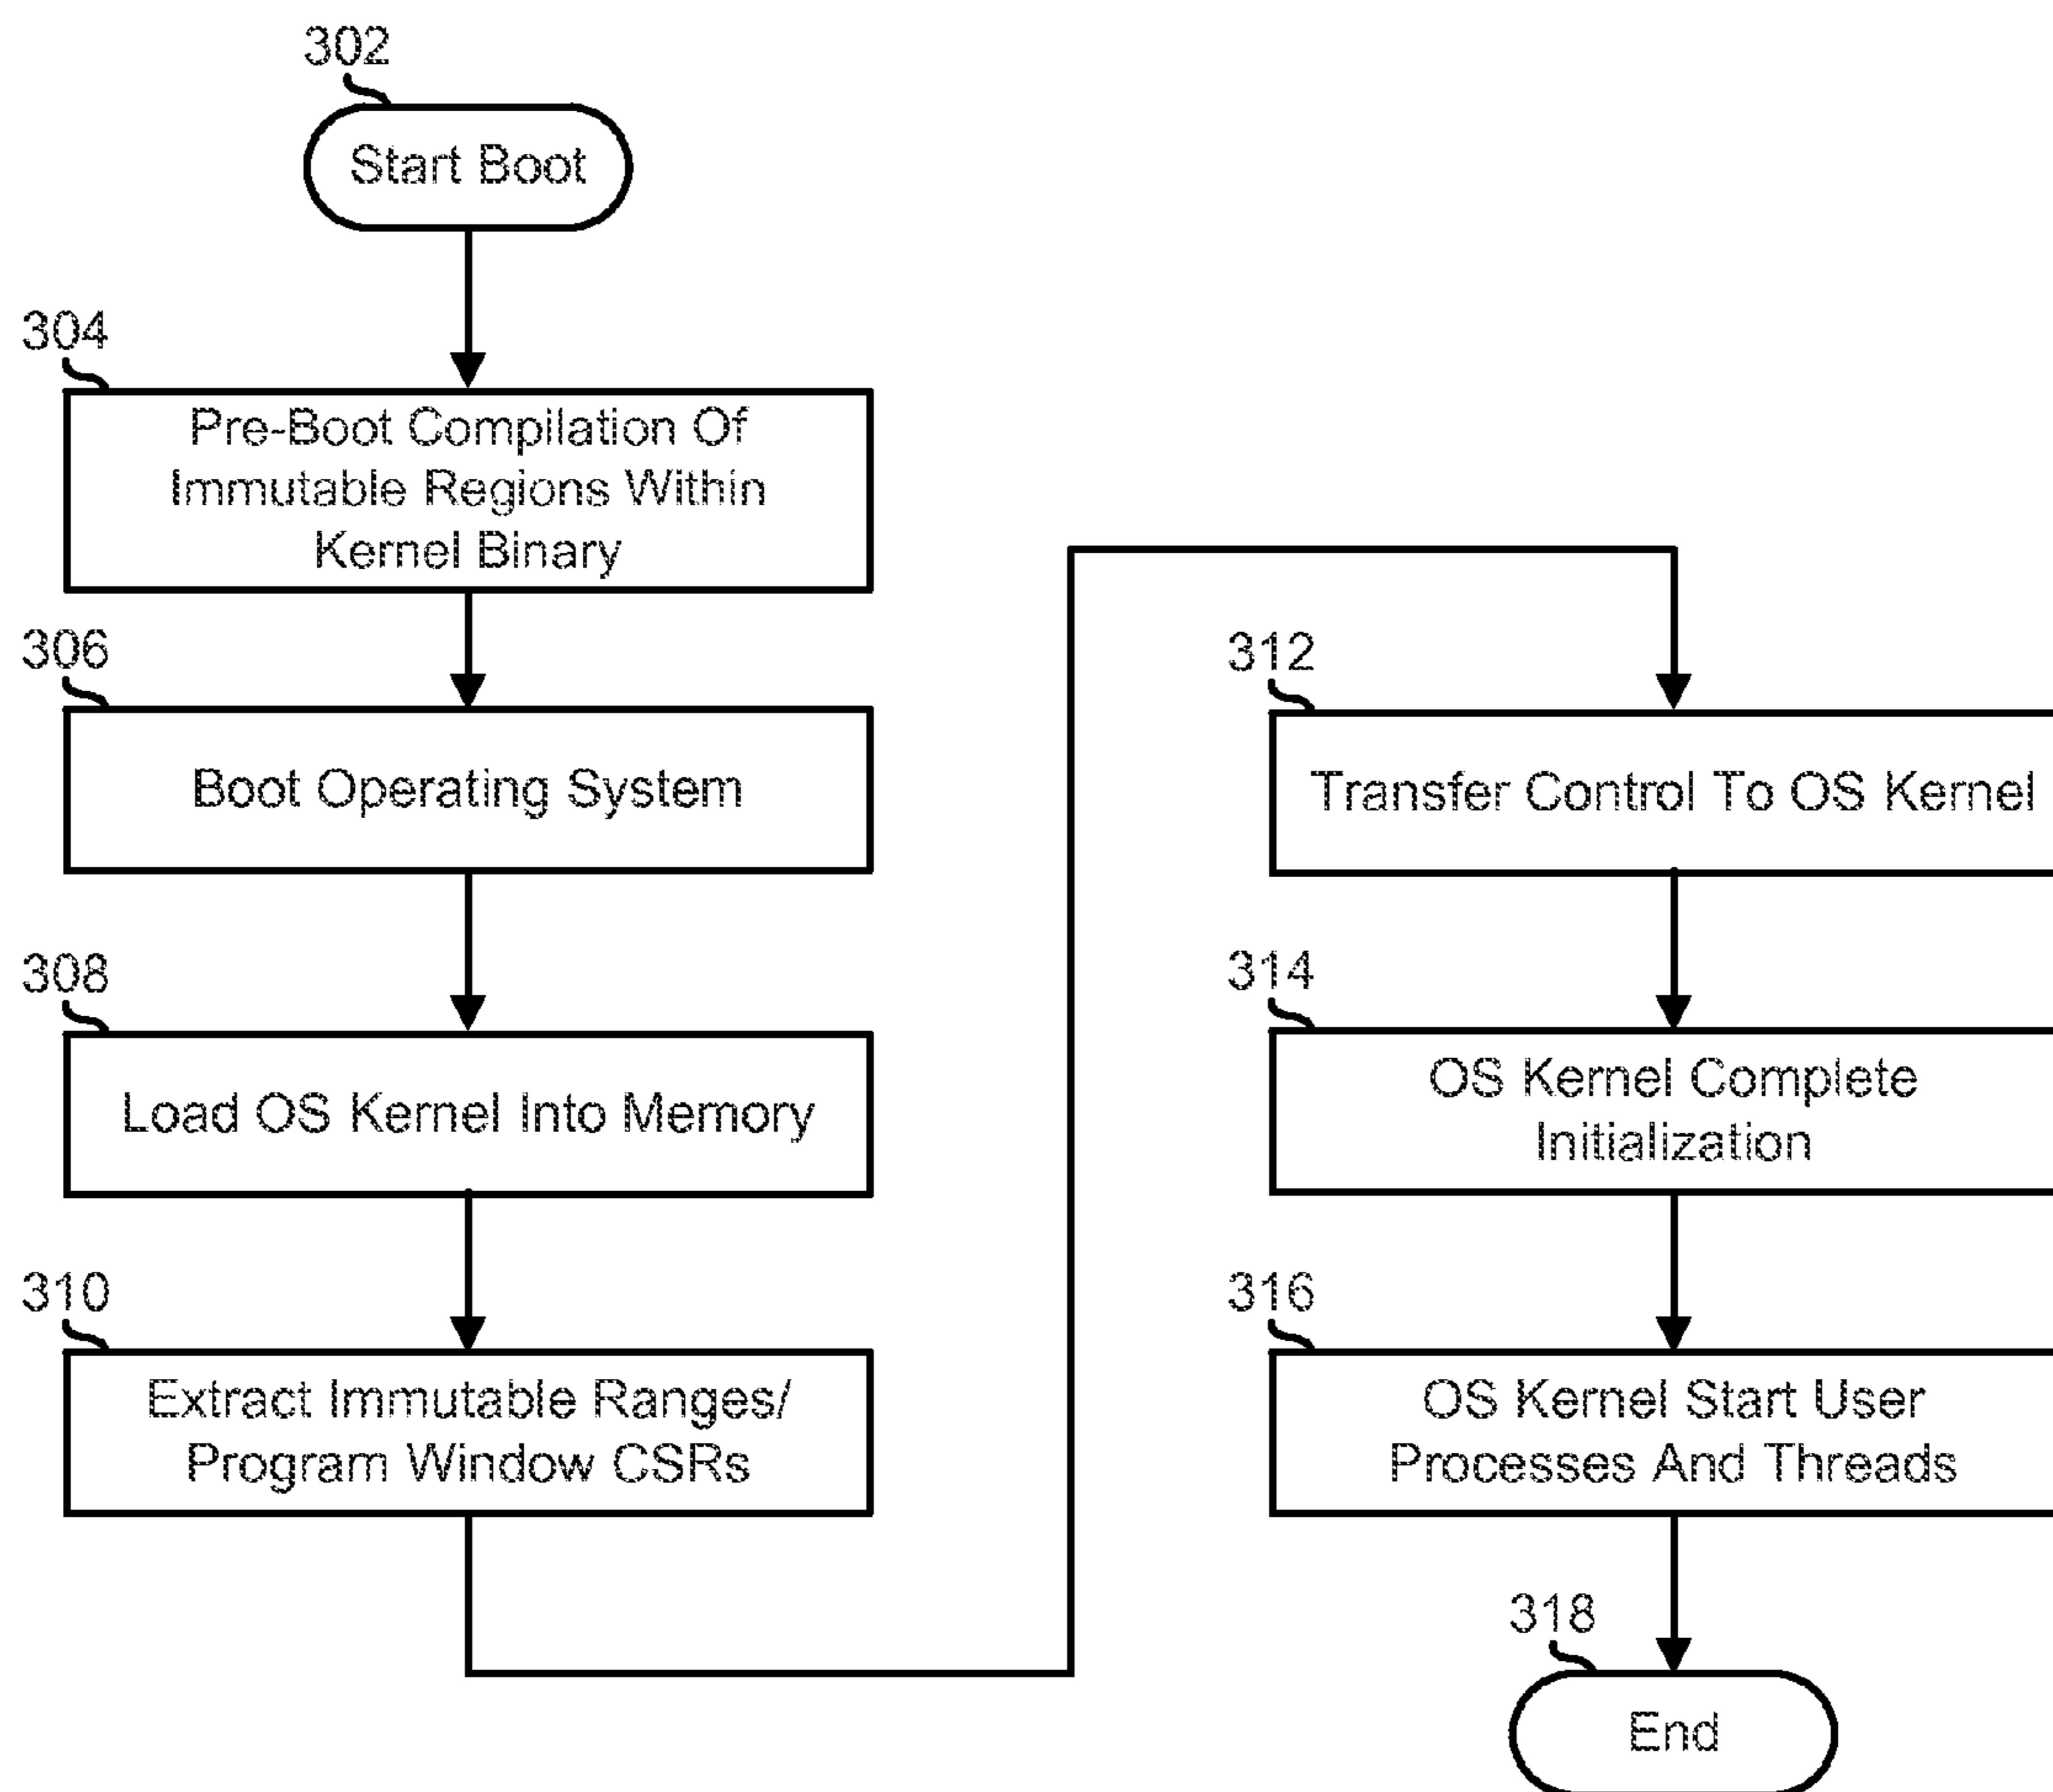 302
Start Boot
304
Pre-Boot Compilation Of
Immutable Regions Within
Kernel Binary
306
Boot Operating System
308
Load OS Kernel Into Memory
310
Extract Immutable Ranges/
Program Window CSRs
312
Transfer Control To OS Kernel
314
OS Kernel Complete
Initialization
316
OS Kernel Start User
Processes And Threads
318
End